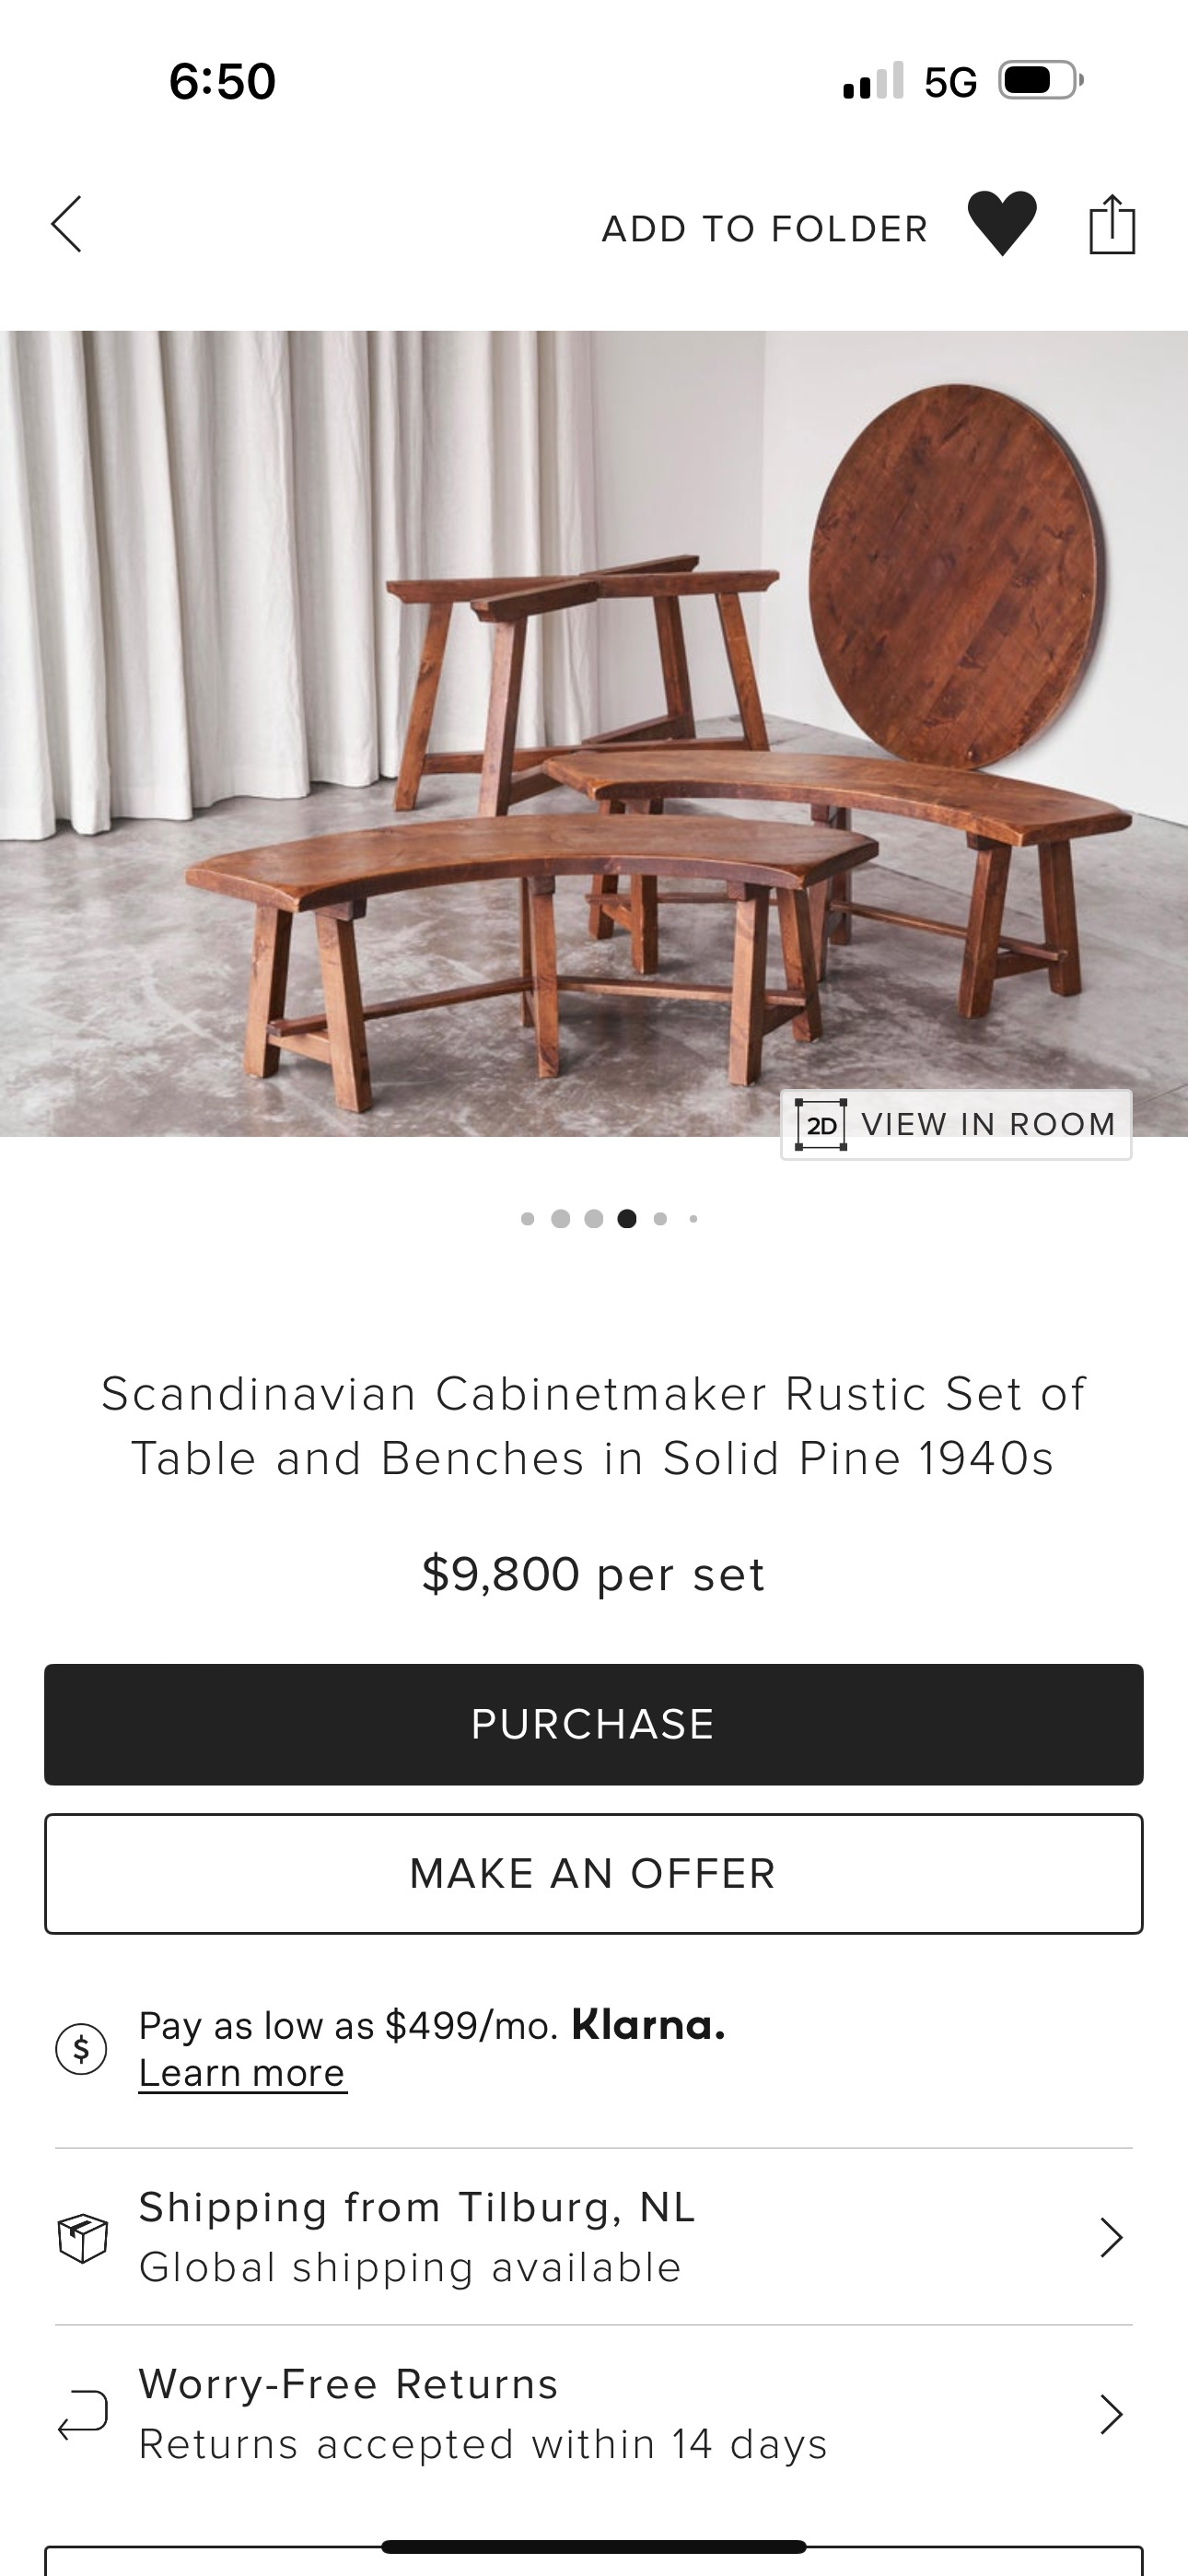 6:50
5G
ADD TO FOLDER
2D VIEW IN ROOM
Scandinavian Cabinetmaker Rustic Set of
Table and Benches in Solid Pine 1940s
$9,800 per set
PURCHASE
MAKE AN OFFER
$ Pay as low as $499/mo. Klarna.
Learn more
Shipping from Tilburg, NL
Global shipping available
Worry-Free Returns
Returns accepted within 14 days